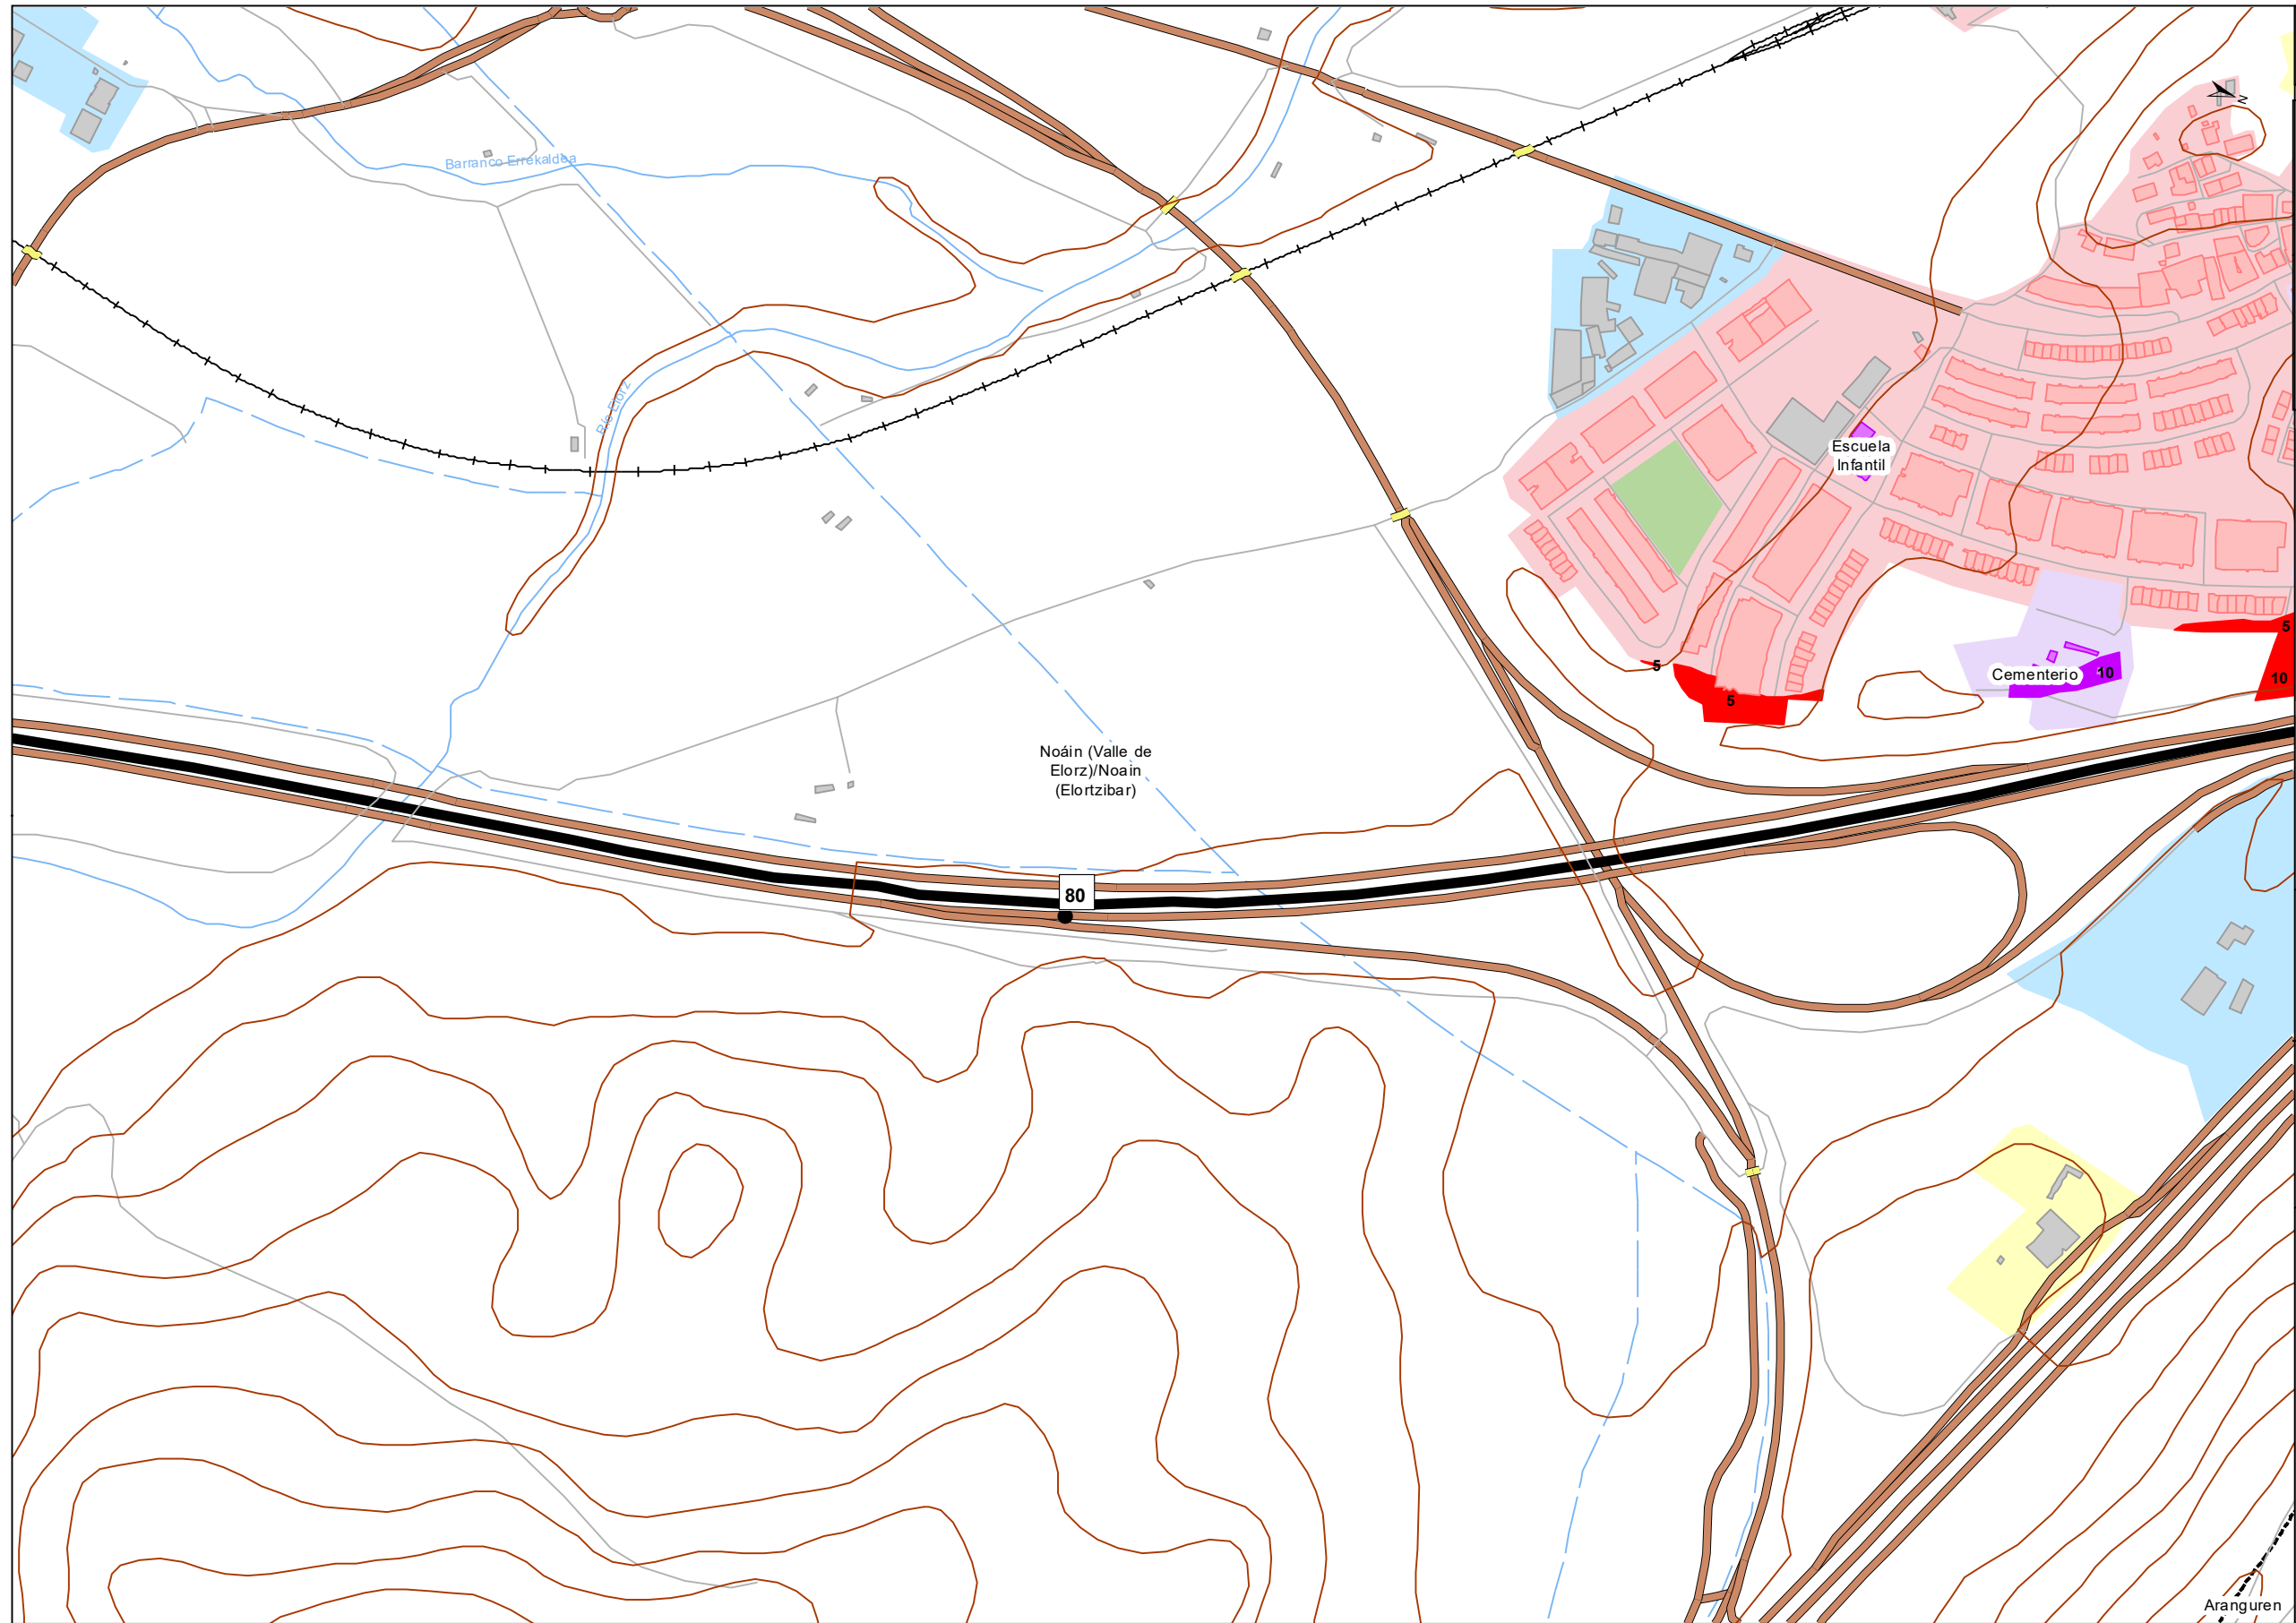 N
Barranco Errekaldea
Río Elorz
Escuela
Infantil
5
5
5
Cementerio
10
10
Noáin (Valle de
Elorz)/Noain
(Elortzibar)
80
Aranguren